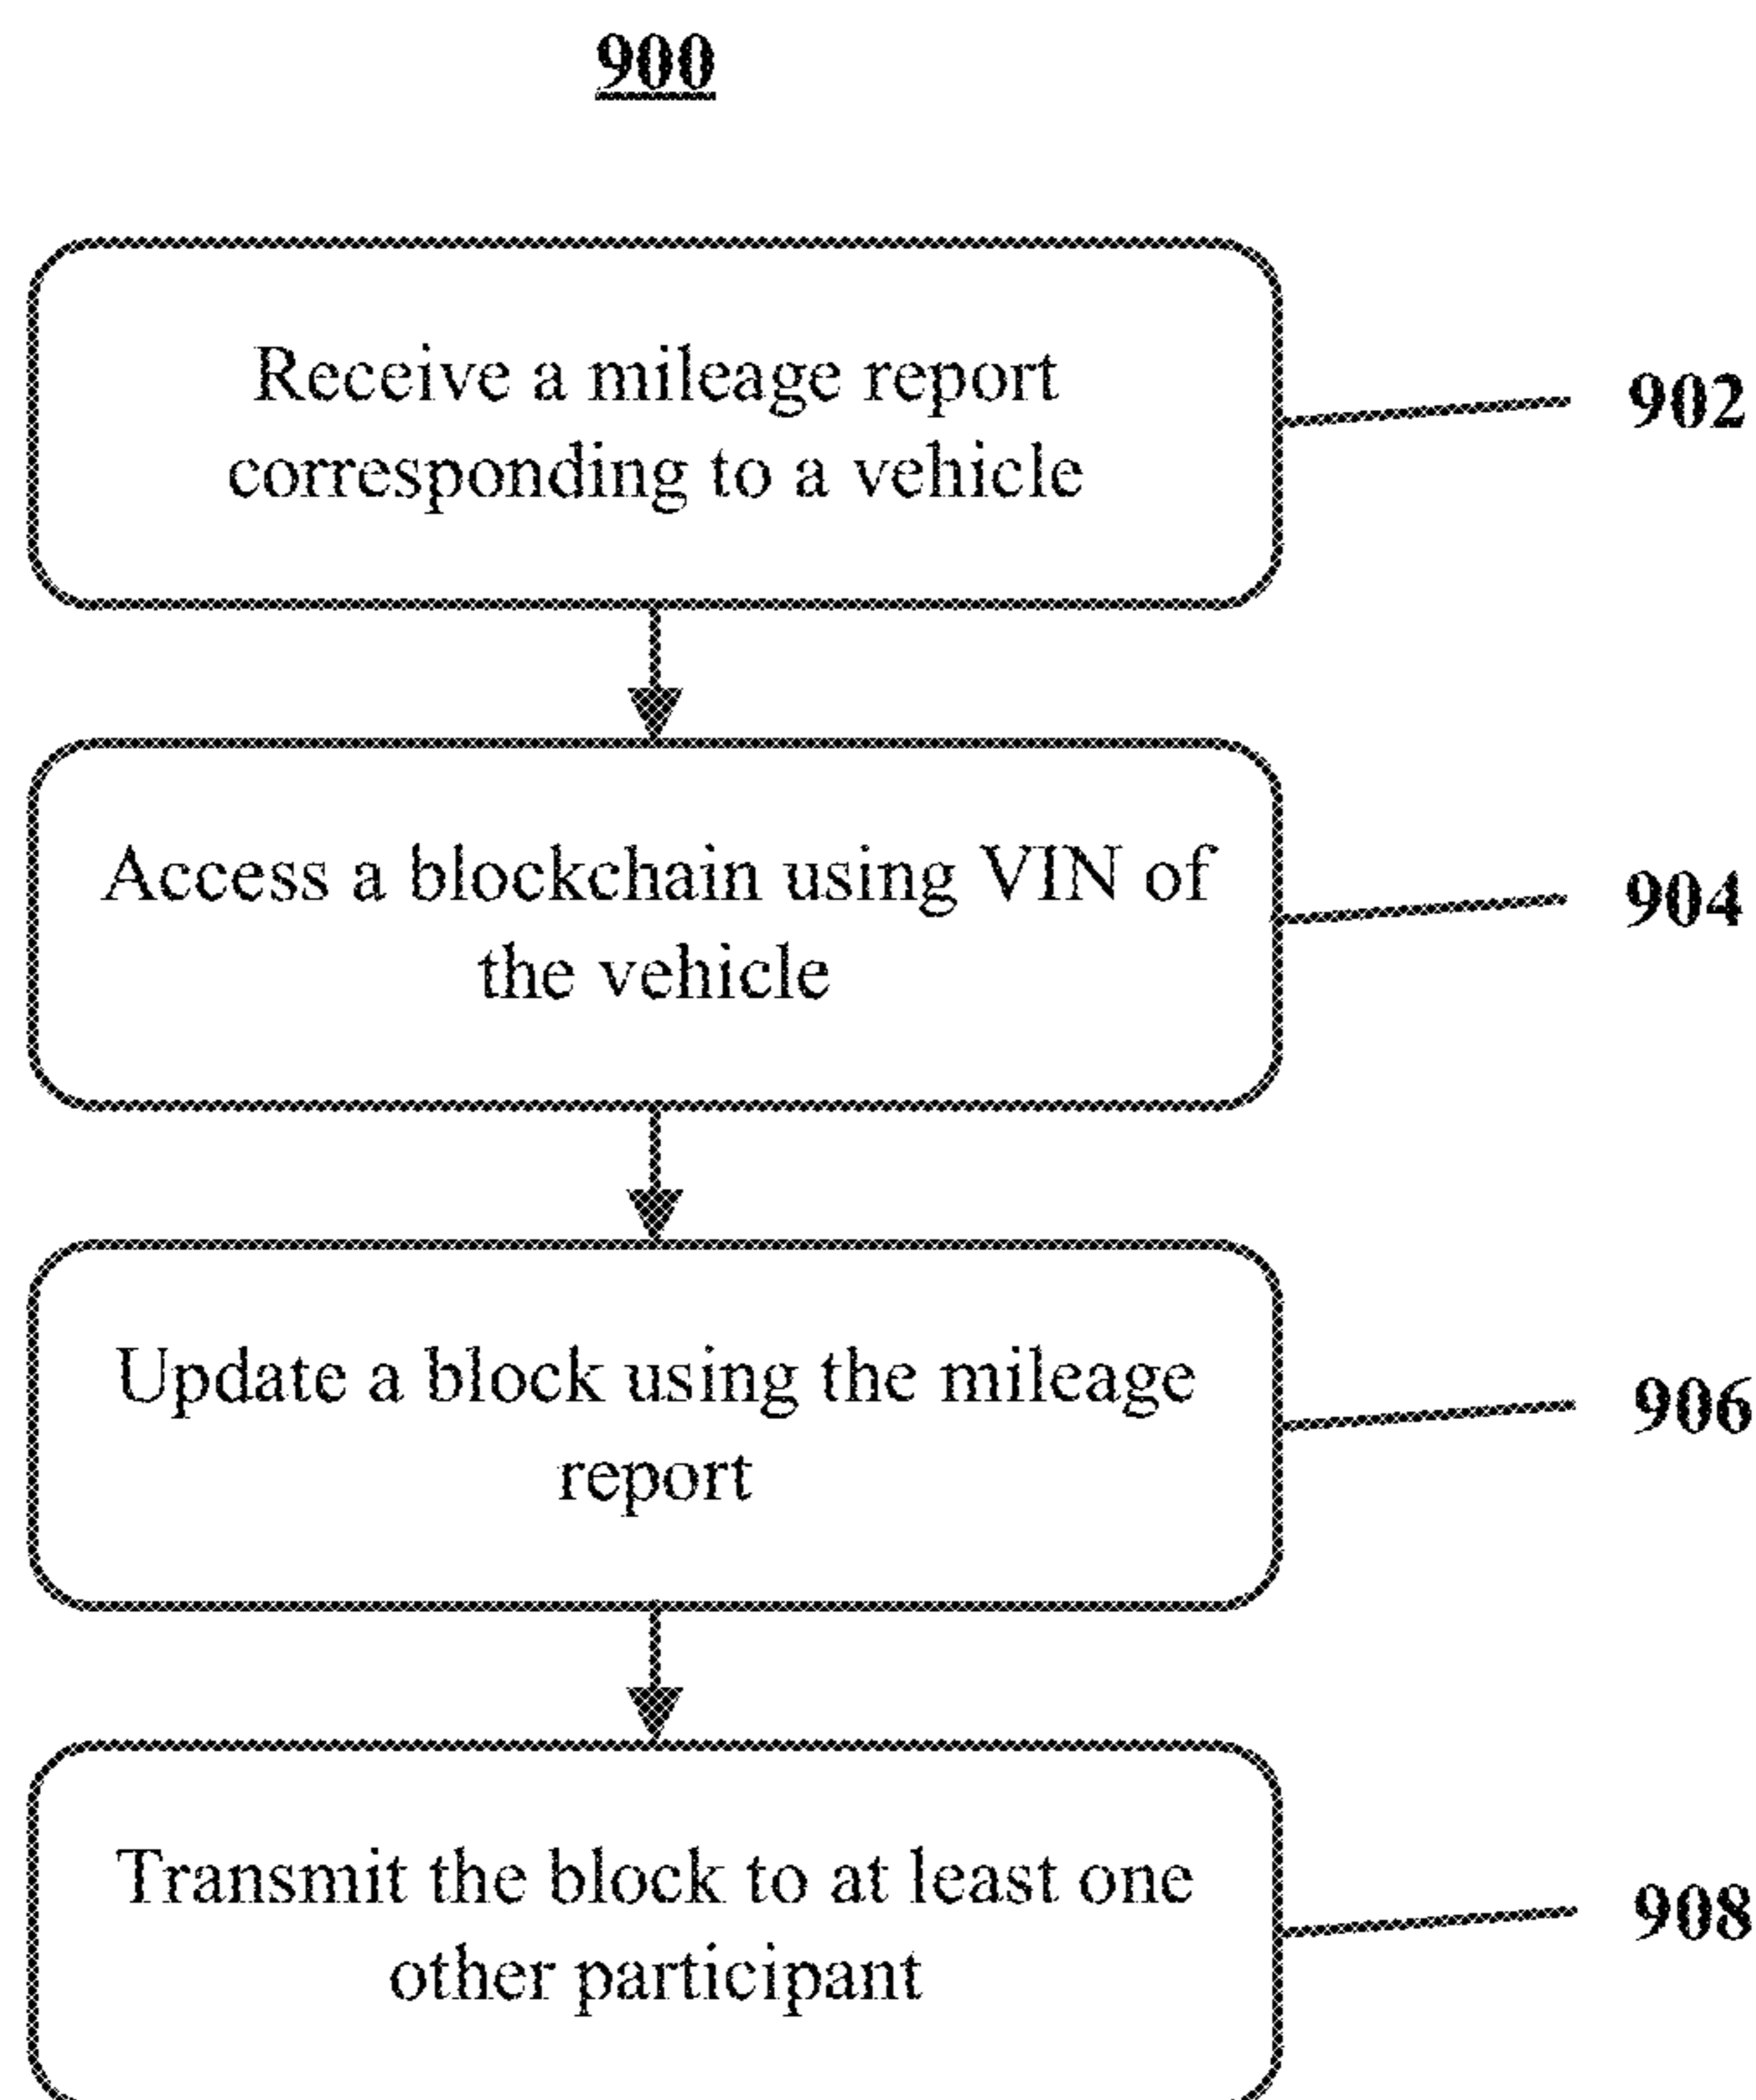 900
Receive a mileage report
corresponding to a vehicle
902
Access a blockchain using VIN of
the vehicle
904
Update a block using the mileage
report
906
Transmit the block to at least one
other participant
908